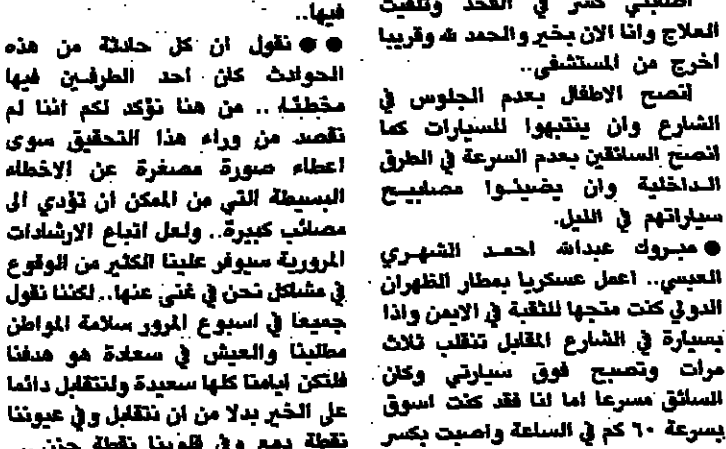 اصابتي كسر في الفخذ وتلقيت
العلاج وانا الان بخير والحمد لله وقريبا
اخرج من المستشفى..
انصح الاطفال بعدم الجلوس في
الشارع وان ينتبهوا للسيارات كما
انصح السائقين بعدم السرعة في الطرق
الداخلية وان يضيئوا مصابيح
سياراتهم في الليل.
● مبروك عبدالله احمد الشهري
العبسي.. اعمل عسكريا بمطار الظهران
الدولي كنت متجها للثقبة في الايمن واذا
بسيارة في الشارع المقابل تنقلب ثلاث
مرات وتصبح فوق سيارتي وكان
السائق مسرعا اما انا فقد كنت اسوق
بسرعة ٦٠ كم في الساعة واصبت بكسر
فيها..
●● نقول ان كل حادثة من هذه
الحوادث كان احد الطرفين فيها
مخطئا .. من هنا نؤكد لكم اننا لم
نقصد من وراء هذا التحقيق سوى
اعطاء صورة مصغرة عن الاخطاء
البسيطة التي من الممكن ان تؤدي الى
مصائب كبيرة.. ولعل اتباع الارشادات
المرورية سيوفر علينا الكثير من الوقوع
في مشاكل نحن في غنى عنها.. لكننا نقول
جميعا في اسبوع المرور سلامة المواطن
مطلبنا والعيش في سعادة هو هدفنا
فلتكن ايامنا كلها سعيدة ولنتقابل دائما
على الخير بدلا من ان نتقابل وفي عيوننا
نقطة دمع وفي قلوبنا نقطة حزن..